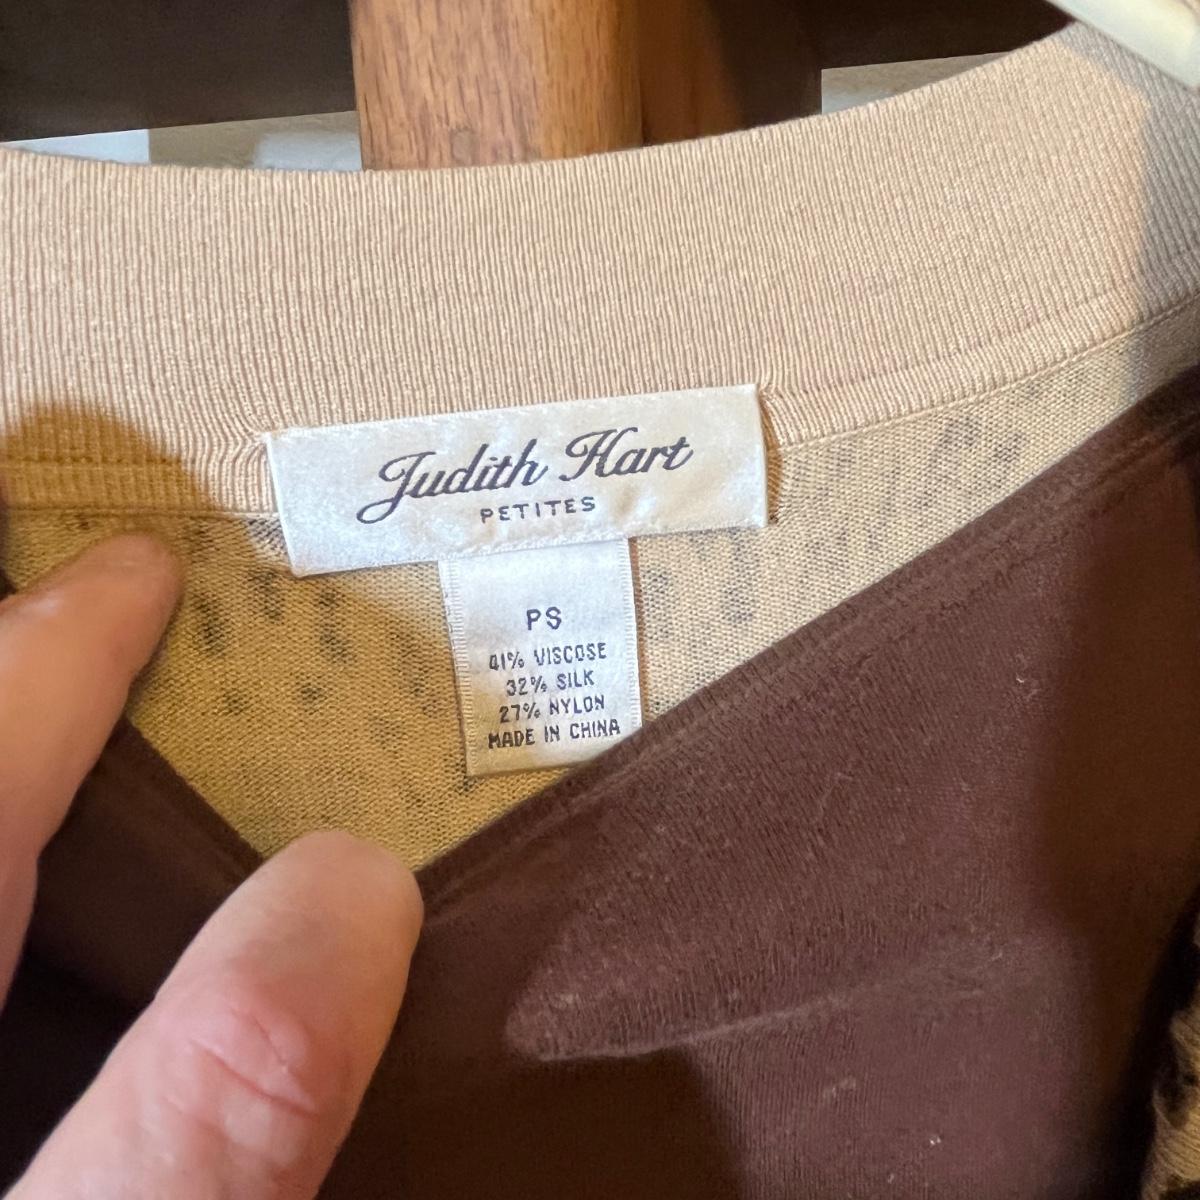 Judith Hart
PETITES
PS
41% VISCOSE
32% SILK
27% NYLON
MADE IN CHINA